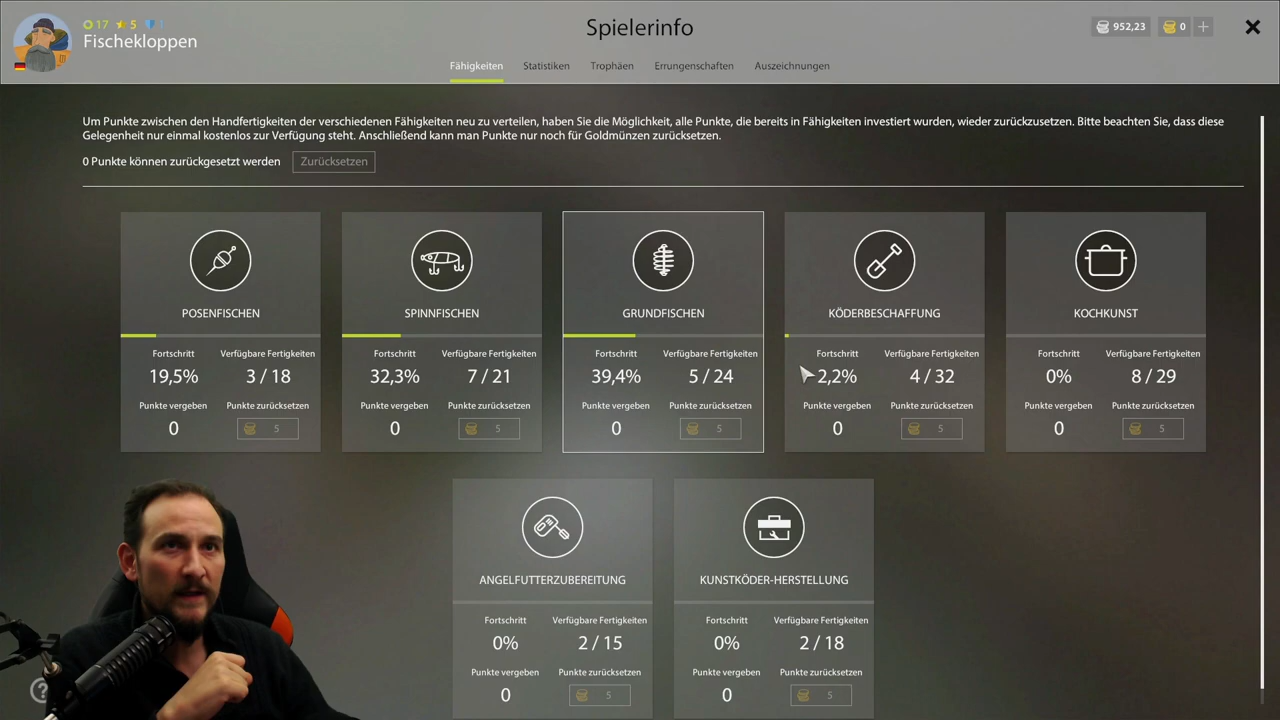 17 5 1
Fischekloppen
Spielerinfo
952,23 0
Fähigkeiten Statistiken Trophäen Errungenschaften Auszeichnungen
Um Punkte zwischen den Handfertigkeiten der verschiedenen Fähigkeiten neu zu verteilen, haben Sie die Möglichkeit, alle Punkte, die bereits in Fähigkeiten investiert wurden, wieder zurückzusetzen. Bitte beachten Sie, dass diese
Gelegenheit nur einmal kostenlos zur Verfügung steht. Anschließend kann man Punkte nur noch für Goldmünzen zurücksetzen.
0 Punkte können zurückgesetzt werden Zurücksetzen
POSENFISCHEN
Fortschritt Verfügbare Fertigkeiten
19,5% 3 / 18
Punkte vergeben Punkte zurücksetzen
0 5
SPINNFISCHEN
Fortschritt Verfügbare Fertigkeiten
32,3% 7 / 21
Punkte vergeben Punkte zurücksetzen
0 5
GRUNDFISCHEN
Fortschritt Verfügbare Fertigkeiten
39,4% 5 / 24
Punkte vergeben Punkte zurücksetzen
0 5
KÖDERBESCHAFFUNG
Fortschritt Verfügbare Fertigkeiten
2,2% 4 / 32
Punkte vergeben Punkte zurücksetzen
0 5
KOCHKUNST
Fortschritt Verfügbare Fertigkeiten
0% 8 / 29
Punkte vergeben Punkte zurücksetzen
0 5
ANGELFUTTERZUBEREITUNG
Fortschritt Verfügbare Fertigkeiten
0% 2 / 15
Punkte vergeben Punkte zurücksetzen
0 5
KUNSTKÖDER-HERSTELLUNG
Fortschritt Verfügbare Fertigkeiten
0% 2 / 18
Punkte vergeben Punkte zurücksetzen
0 5
?